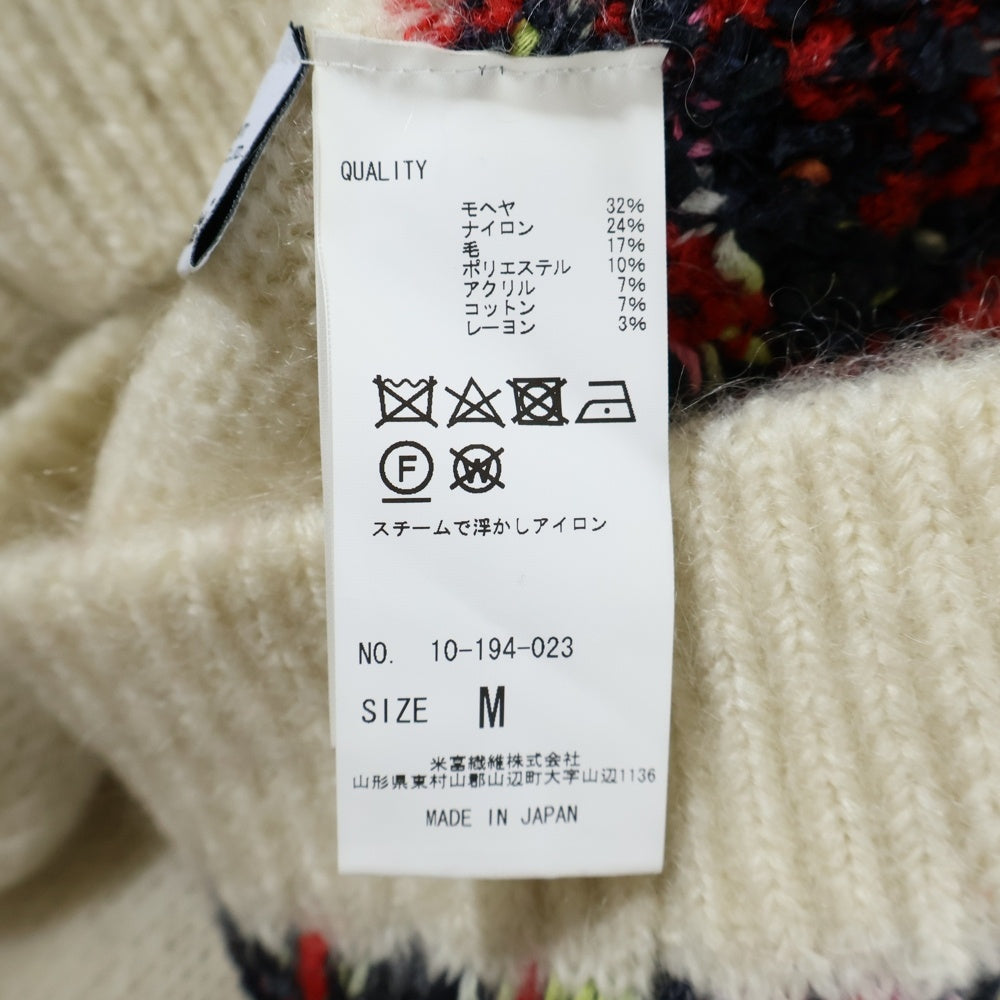 QUALITY
モヘヤ 32%
ナイロン 24%
毛 17%
ポリエステル 10%
アクリル 7%
コットン 7%
レーヨン 3%
F W
スチームで浮かしアイロン
NO. 10-194-023
SIZE M
米富繊維株式会社
山形県東村山郡山辺町大字山辺1136
MADE IN JAPAN